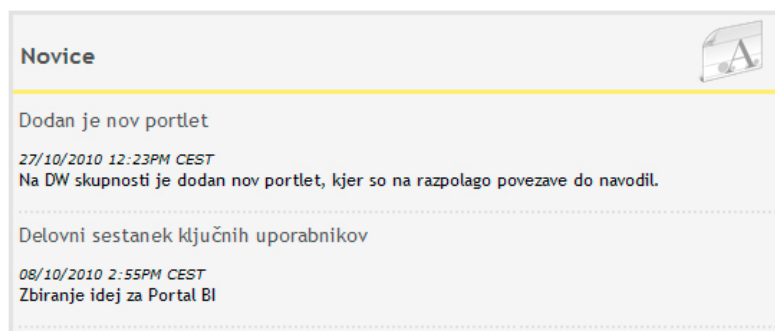 Novice
A
Dodan je nov portlet
27/10/2010 12:23PM CEST
Na DW skupnosti je dodan nov portlet, kjer so na razpolago povezave do navodil.
Delovni sestanek ključnih uporabnikov
08/10/2010 2:55PM CEST
Zbiranje idej za Portal BI